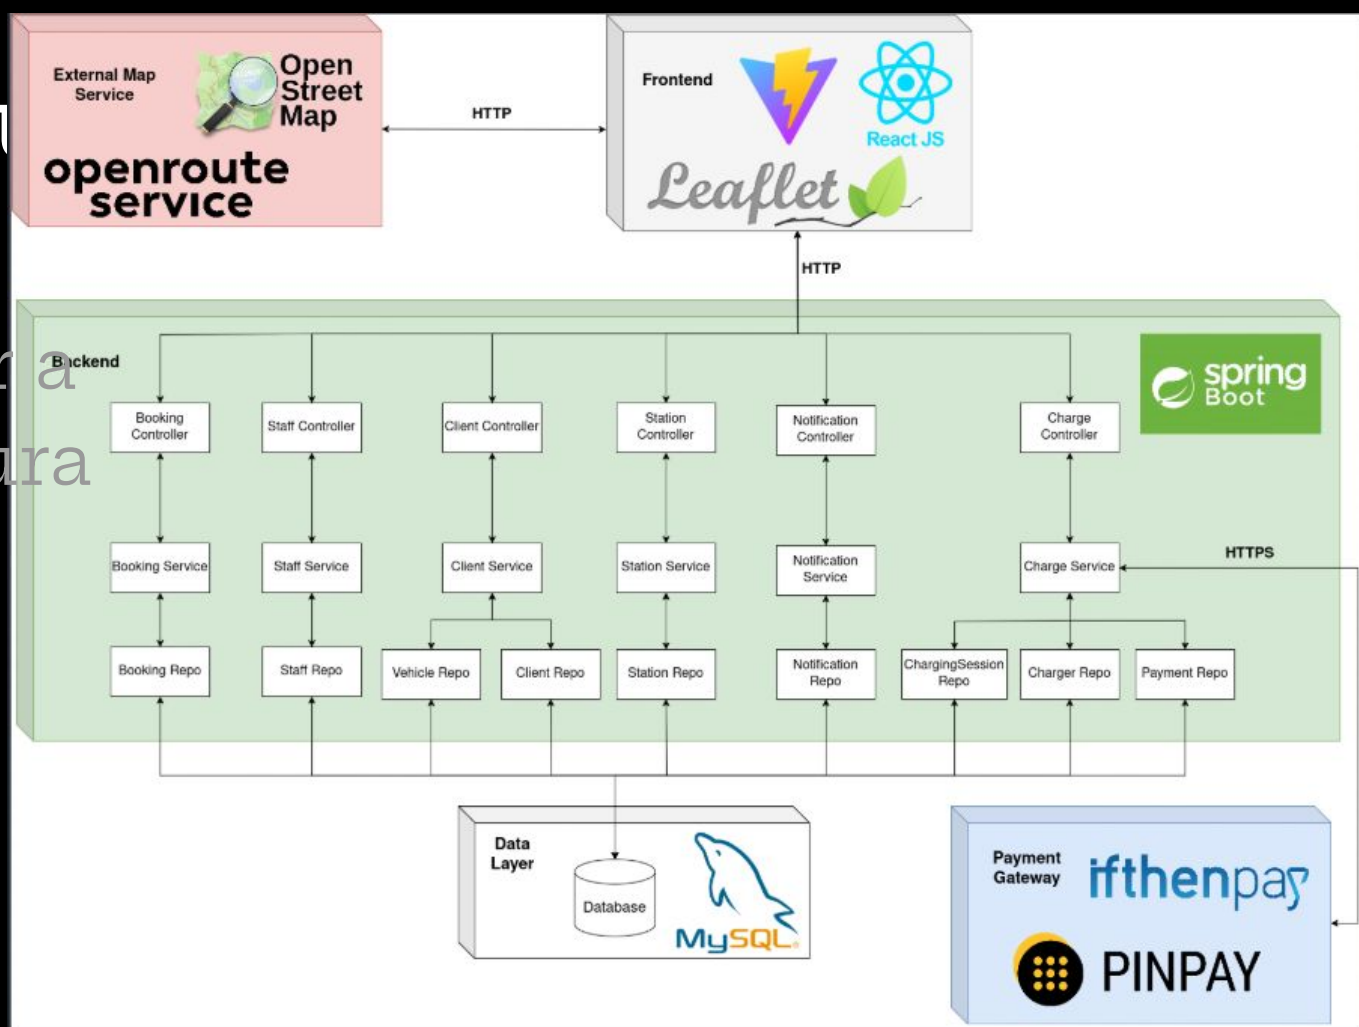 External Map
Service
Open
Street
Map
openroute
service
HTTP
Frontend
React JS
Leaflet
HTTP
Backend
r a
ura
spring
Boot
Booking
Controller
Staff Controller
Client Controller
Station
Controller
Notification
Controller
Charge
Controller
Booking Service
Staff Service
Client Service
Station Service
Notification
Service
Charge Service
HTTPS
Booking Repo
Staff Repo
Vehicle Repo
Client Repo
Station Repo
Notification
Repo
ChargingSession
Repo
Charger Repo
Payment Repo
Data
Layer
Database
MySQL
Payment
Gateway
ifthenpay
PINPAY